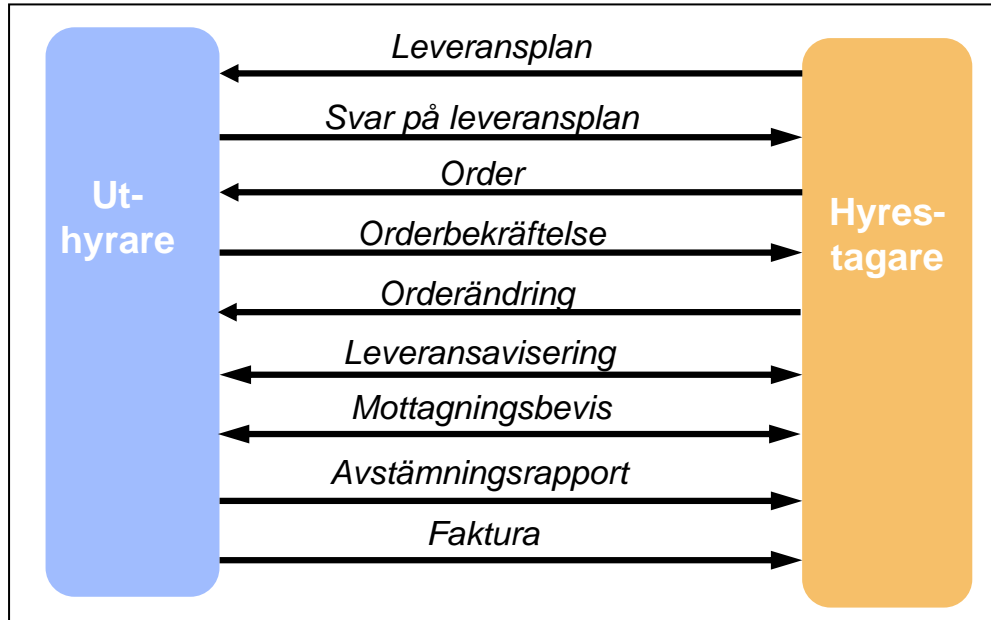 Leveransplan
Svar på leveransplan
Order
Ut-
hyrare
Orderbekräftelse
Hyres-
tagare
Orderändring
Leveransavisering
Mottagningsbevis
Avstämningsrapport
Faktura